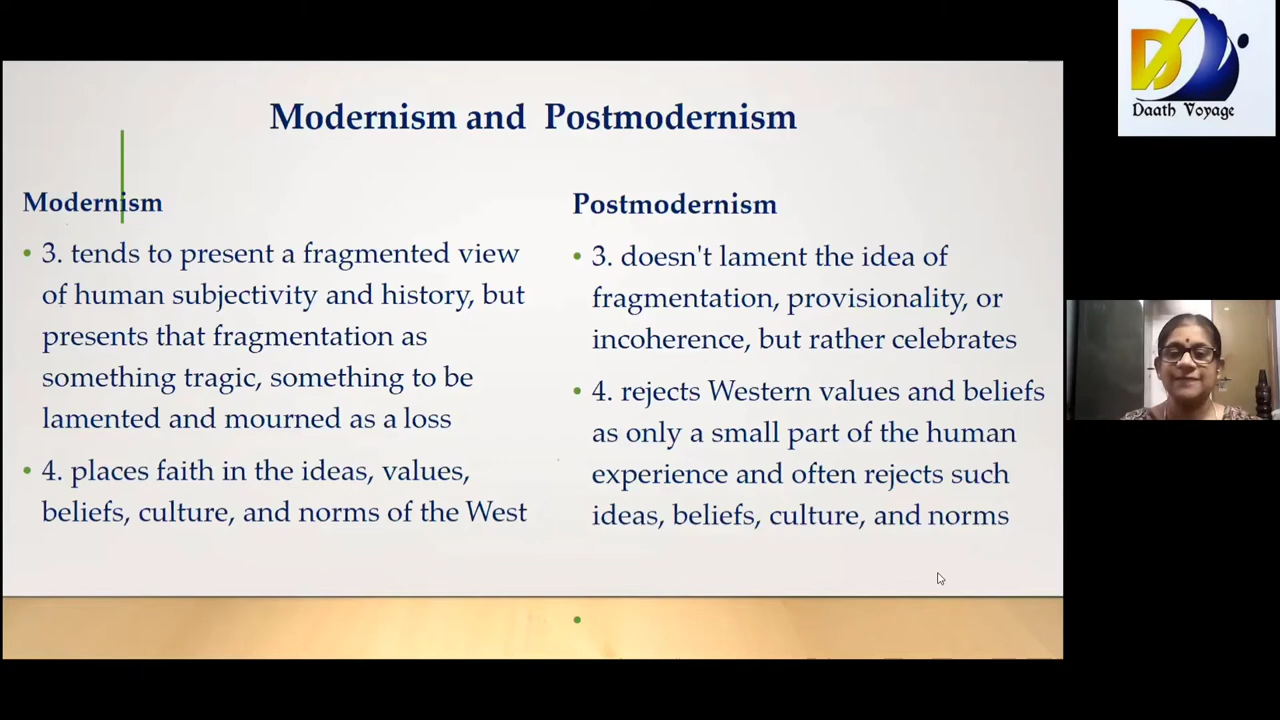 Modernism and Postmodernism
Modernism
• 3. tends to present a fragmented view
of human subjectivity and history, but
presents that fragmentation as
something tragic, something to be
lamented and mourned as a loss
• 4. places faith in the ideas, values,
beliefs, culture, and norms of the West
Postmodernism
• 3. doesn't lament the idea of
fragmentation, provisionality, or
incoherence, but rather celebrates
• 4. rejects Western values and beliefs
as only a small part of the human
experience and often rejects such
ideas, beliefs, culture, and norms
•
Daath Voyage